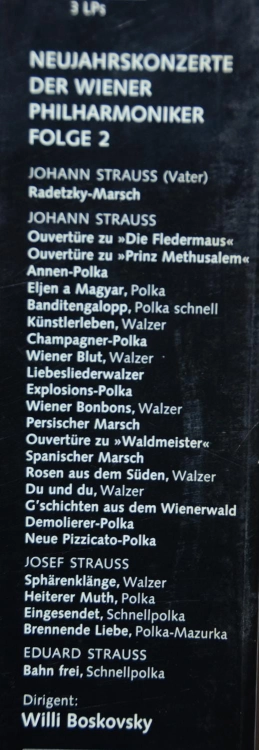 3 LPs
NEUJAHRSKONZERTE
DER WIENER
PHILHARMONIKER
FOLGE 2
JOHANN STRAUSS (Vater)
Radetzky-Marsch
JOHANN STRAUSS
Ouvertüre zu »Die Fledermaus«
Ouvertüre zu »Prinz Methusalem«
Annen-Polka
Eljen a Magyar, Polka
Banditengalopp, Polka schnell
Künstlerleben, Walzer
Champagner-Polka
Wiener Blut, Walzer
Liebesliederwalzer
Explosions-Polka
Wiener Bonbons, Walzer
Persischer Marsch
Ouvertüre zu »Waldmeister«
Spanischer Marsch
Rosen aus dem Süden, Walzer
Du und du, Walzer
G'schichten aus dem Wienerwald
Demolierer-Polka
Neue Pizzicato-Polka
JOSEF STRAUSS
Sphärenklänge, Walzer
Heiterer Muth, Polka
Eingesendet, Schnellpolka
Brennende Liebe, Polka-Mazurka
EDUARD STRAUSS
Bahn frei, Schnellpolka
Dirigent:
Willi Boskovsky